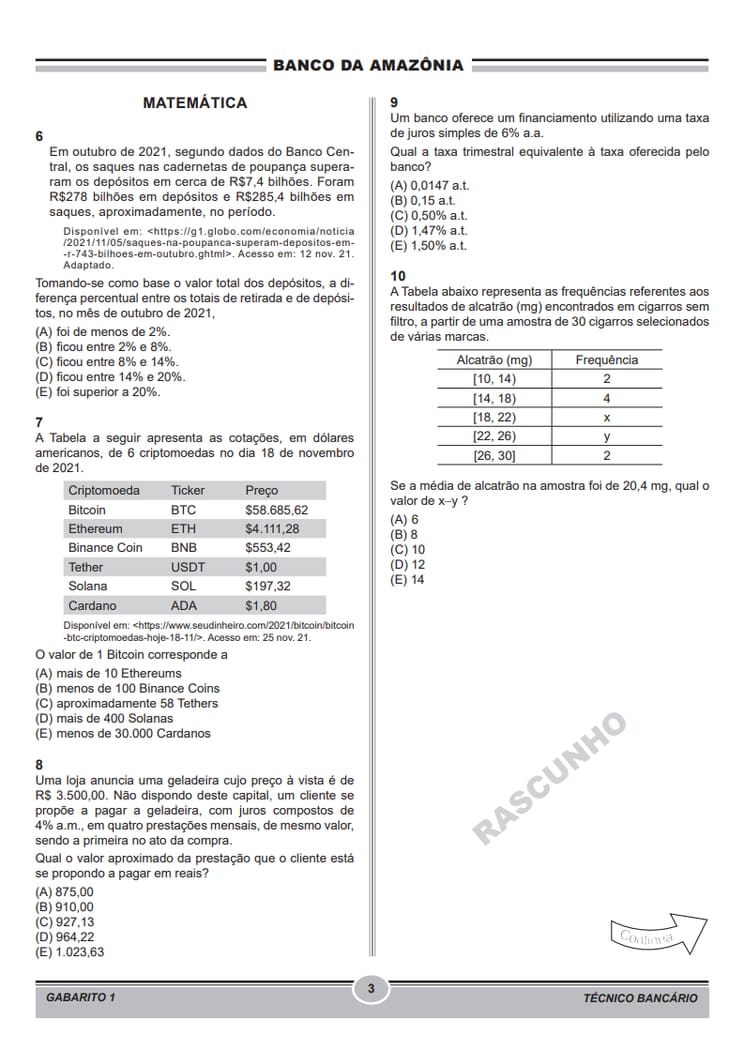 BANCO DA AMAZÔNIA
MATEMÁTICA
6
Em outubro de 2021, segundo dados do Banco Cen-
tral, os saques nas cadernetas de poupança supera-
ram os depósitos em cerca de R$7,4 bilhões. Foram
R$278 bilhões em depósitos e R$285,4 bilhões em
saques, aproximadamente, no período.
Disponível em: <https://g1.globo.com/economia/noticia
/2021/11/05/saques-na-poupanca-superam-depositos-em-
-r-743-bilhoes-em-outubro.ghtml>. Acesso em: 12 nov. 21.
Adaptado.
Tomando-se como base o valor total dos depósitos, a di-
ferença percentual entre os totais de retirada e de depósi-
tos, no mês de outubro de 2021,
(A) foi de menos de 2%.
(B) ficou entre 2% e 8%.
(C) ficou entre 8% e 14%.
(D) ficou entre 14% e 20%.
(E) foi superior a 20%.
7
A Tabela a seguir apresenta as cotações, em dólares
americanos, de 6 criptomoedas no dia 18 de novembro
de 2021.
Criptomoeda Ticker Preço
Bitcoin BTC $58.685,62
Ethereum ETH $4.111,28
Binance Coin BNB $553,42
Tether USDT $1,00
Solana SOL $197,32
Cardano ADA $1,80
Disponível em: <https://www.seudinheiro.com/2021/bitcoin/bitcoin
-btc-criptomoedas-hoje-18-11/>. Acesso em: 25 nov. 21.
O valor de 1 Bitcoin corresponde a
(A) mais de 10 Ethereums
(B) menos de 100 Binance Coins
(C) aproximadamente 58 Tethers
(D) mais de 400 Solanas
(E) menos de 30.000 Cardanos
8
Uma loja anuncia uma geladeira cujo preço à vista é de
R$ 3.500,00. Não dispondo deste capital, um cliente se
propõe a pagar a geladeira, com juros compostos de
4% a.m., em quatro prestações mensais, de mesmo valor,
sendo a primeira no ato da compra.
Qual o valor aproximado da prestação que o cliente está
se propondo a pagar em reais?
(A) 875,00
(B) 910,00
(C) 927,13
(D) 964,22
(E) 1.023,63
9
Um banco oferece um financiamento utilizando uma taxa
de juros simples de 6% a.a.
Qual a taxa trimestral equivalente à taxa oferecida pelo
banco?
(A) 0,0147 a.t.
(B) 0,15 a.t.
(C) 0,50% a.t.
(D) 1,47% a.t.
(E) 1,50% a.t.
10
A Tabela abaixo representa as frequências referentes aos
resultados de alcatrão (mg) encontrados em cigarros sem
filtro, a partir de uma amostra de 30 cigarros selecionados
de várias marcas.
Alcatrão (mg) Frequência
[10, 14) 2
[14, 18) 4
[18, 22) x
[22, 26) y
[26, 30] 2
Se a média de alcatrão na amostra foi de 20,4 mg, qual o
valor de x–y ?
(A) 6
(B) 8
(C) 10
(D) 12
(E) 14
RASCUNHO
Continua
GABARITO 1
3
TÉCNICO BANCÁRIO